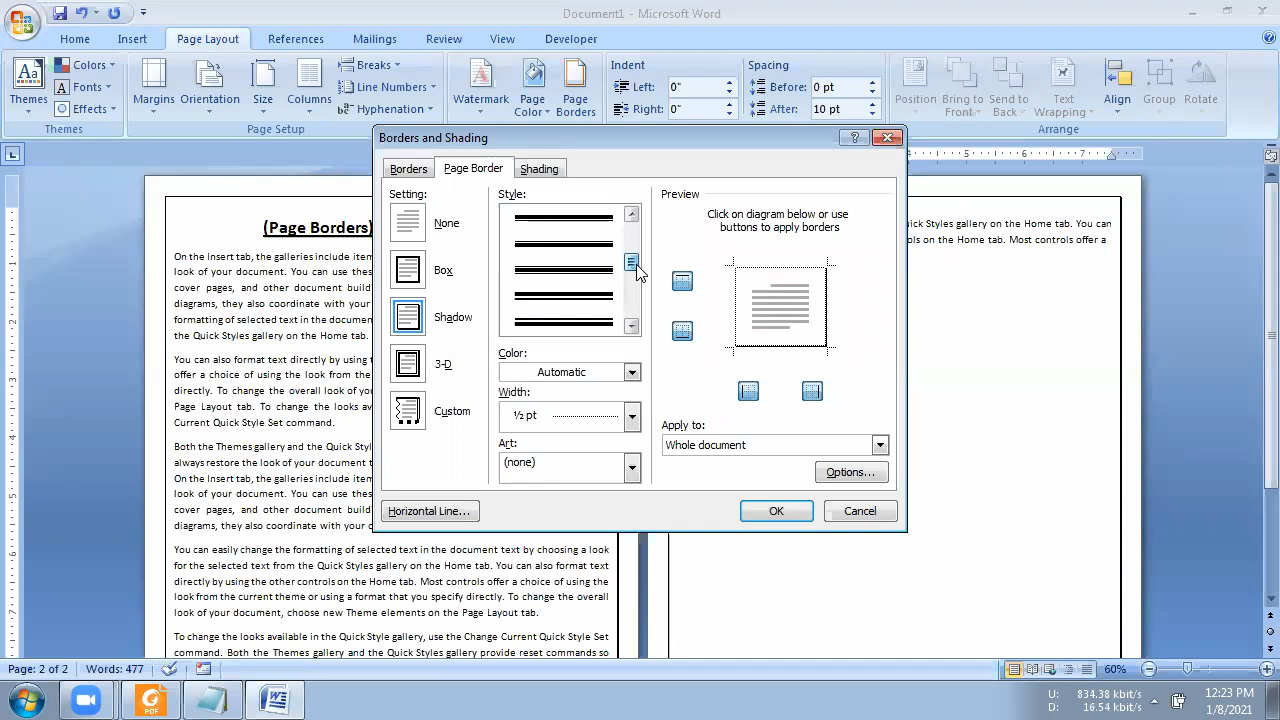 Document1 - Microsoft Word
Home Insert Page Layout References Mailings Review View Developer
Themes
Colors
Fonts
Effects
Themes
Margins Orientation Size Columns
Breaks
Line Numbers
Hyphenation
Page Setup
Watermark Page Color Page Borders
Indent
Left: 0"
Right: 0"
Spacing
Before: 0 pt
After: 10 pt
Position Bring to Front Send to Back Text Wrapping Align Group Rotate
Arrange
Borders and Shading
Borders Page Border Shading
Setting:
None
Box
Shadow
3-D
Custom
Style:
Color:
Automatic
Width:
½ pt
Art:
(none)
Preview
Click on diagram below or use
buttons to apply borders
Apply to:
Whole document
Options...
Horizontal Line...
OK
Cancel
(Page Borders)
On the Insert tab, the galleries include item
look of your document. You can use thes
cover pages, and other document build
diagrams, they also coordinate with your
formatting of selected text in the docume
the Quick Styles gallery on the Home tab.
You can also format text directly by using t
offer a choice of using the look from the
directly. To change the overall look of you
Page Layout tab. To change the looks ava
Current Quick Style set command.
Both the Themes gallery and the Quick Styl
always restore the look of your document t
On the Insert tab, the galleries include item
look of your document. You can use thes
cover pages, and other document build
diagrams, they also coordinate with your c
You can easily change the formatting of selected text in the document text by choosing a look
for the selected text from the Quick Styles gallery on the Home tab. You can also format text
directly by using the other controls on the Home tab. Most controls offer a choice of using the
look from the current theme or using a format that you specify directly. To change the overall
look of your document, choose new Theme elements on the Page Layout tab.
To change the looks available in the Quick Style gallery, use the Change Current Quick Style Set
command. Both the Themes gallery and the Quick Styles gallery provide reset commands so
ick Styles gallery on the Home tab. You can
ols on the Home tab. Most controls offer a
Page: 2 of 2 Words: 477
60%
U: 834.38 kbit/s
D: 16.54 kbit/s
12:23 PM
1/8/2021
PDF